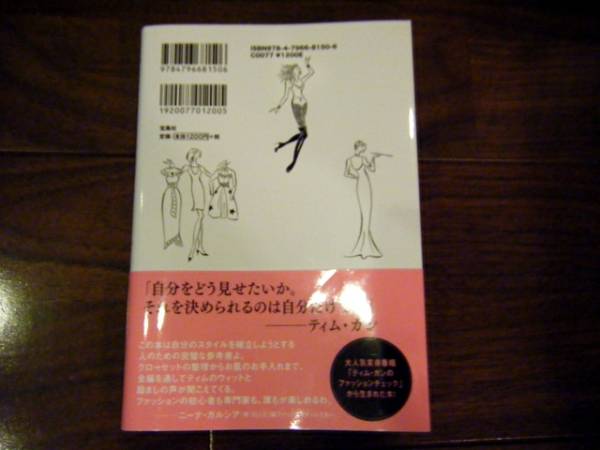 ISBN978-4-7966-8150-6
C0077 ¥1200E
9784796681506
1920077012005
宝島社
定価:本体1200円+税
「自分をどう見せたいか。
それを決められるのは自分だけ
———ティム・ガン
この本は自分のスタイルを確立しようとする
人のための完璧な参考書よ。
クローゼットの整理からお肌のお手入れまで、
全編を通してティムのウィットと
励ましの声が聞こえてくる。
ファッションの初心者も専門家も、誰もが楽しめるわ。
——ニーナ・ガルシア
大人気変身番組
「ティム・ガンの
ファッションチェック」
から生まれた本!